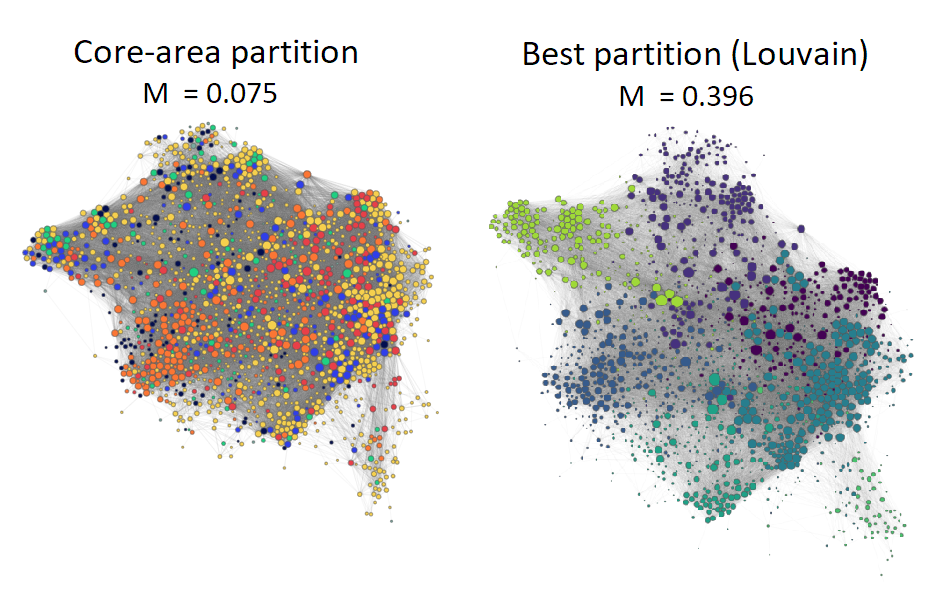 Core-area partition
M = 0.075
Best partition (Louvain)
M = 0.396